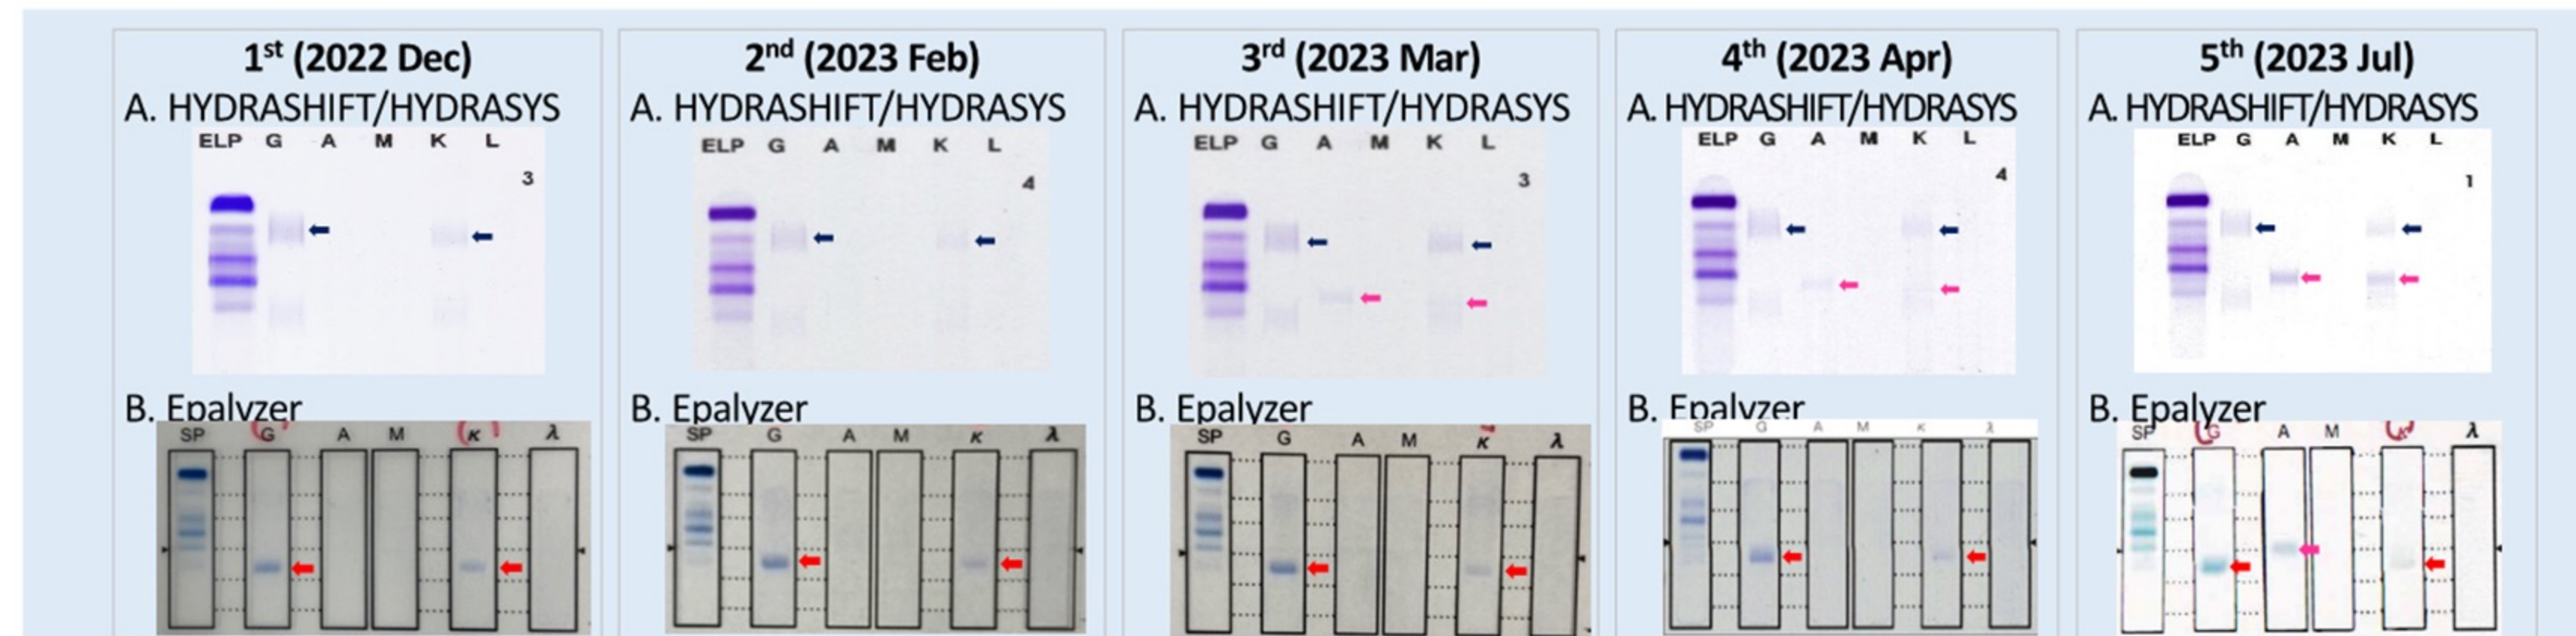 1st (2022 Dec)
A. HYDRASHIFT/HYDRASYS
ELP G A M K L
3
B. Epalyzer
SP G A M κ λ
2nd (2023 Feb)
A. HYDRASHIFT/HYDRASYS
ELP G A M K L
4
B. Epalyzer
SP G A M κ λ
3rd (2023 Mar)
A. HYDRASHIFT/HYDRASYS
ELP G A M K L
3
B. Epalyzer
SP G A M κ λ
4th (2023 Apr)
A. HYDRASHIFT/HYDRASYS
ELP G A M K L
4
B. Epalyzer
SP G A M κ λ
5th (2023 Jul)
A. HYDRASHIFT/HYDRASYS
ELP G A M K L
1
B. Epalyzer
SP G A M κ λ